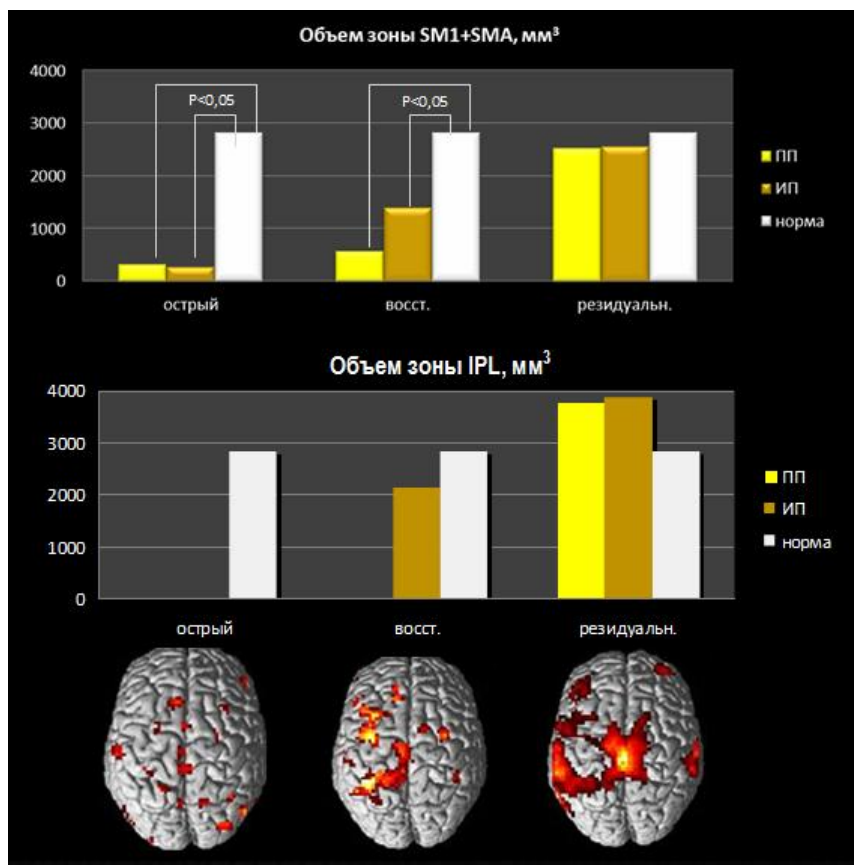 Объем зоны SM1+SMA, мм³
4000
3000
2000
1000
0
P<0,05
P<0,05
острый
восст.
резидуальн.
ПП
ИП
норма
Объем зоны IPL, мм³
4000
3000
2000
1000
0
острый
восст.
резидуальн.
ПП
ИП
норма